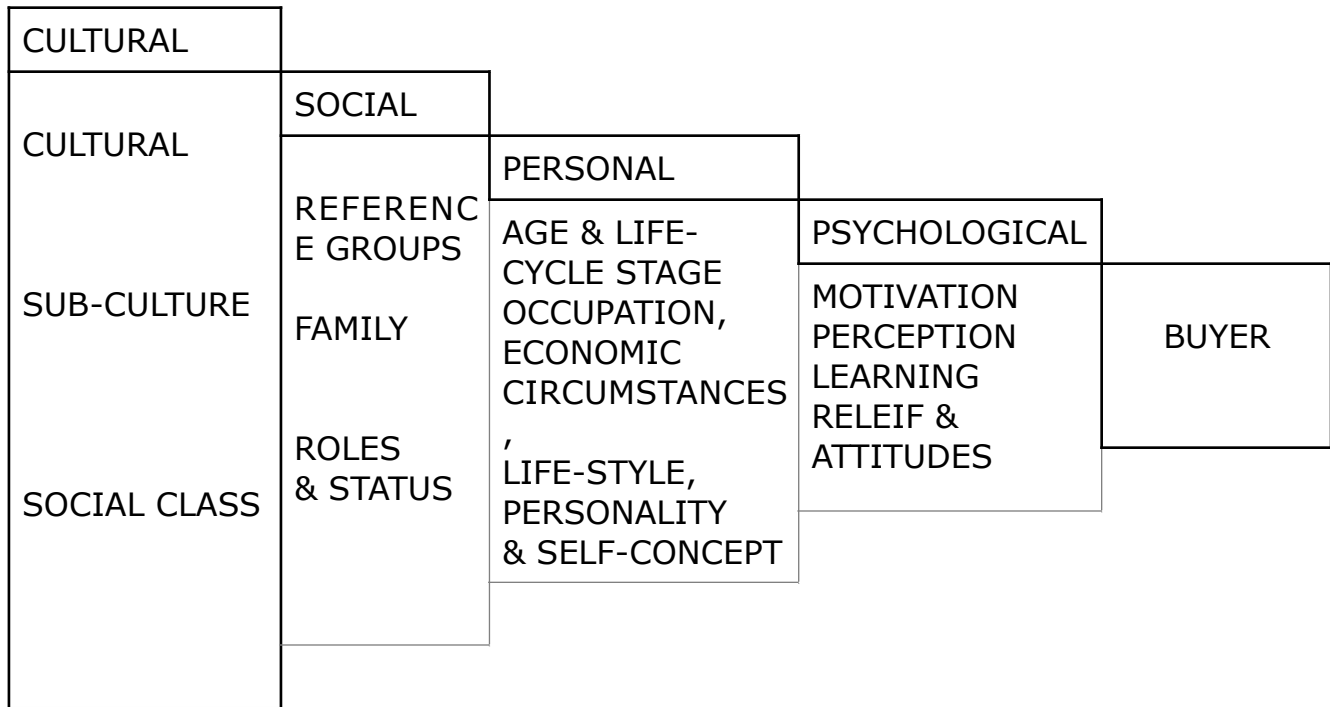 CULTURAL
CULTURAL
SUB-CULTURE
SOCIAL CLASS
SOCIAL
REFERENC
E GROUPS
FAMILY
ROLES
& STATUS
PERSONAL
AGE & LIFE-
CYCLE STAGE
OCCUPATION,
ECONOMIC
CIRCUMSTANCES
,
LIFE-STYLE,
PERSONALITY
& SELF-CONCEPT
PSYCHOLOGICAL
MOTIVATION
PERCEPTION
LEARNING
RELEIF &
ATTITUDES
BUYER